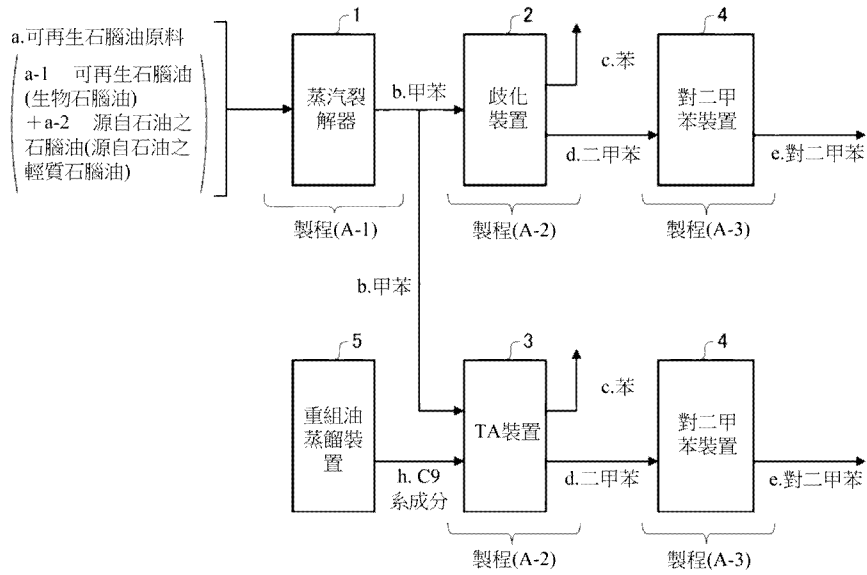 a.可再生石腦油原料
a-1 可再生石腦油
(生物石腦油)
＋a-2 源自石油之
石腦油(源自石油之
輕質石腦油)
1
蒸汽裂
解器
製程(A-1)
b.甲苯
2
歧化
裝置
製程(A-2)
c.苯
d.二甲苯
4
對二甲
苯裝置
製程(A-3)
e.對二甲苯
b.甲苯
5
重組油
蒸餾裝
置
h. C9
系成分
3
TA裝置
製程(A-2)
c.苯
d.二甲苯
4
對二甲
苯裝置
製程(A-3)
e.對二甲苯